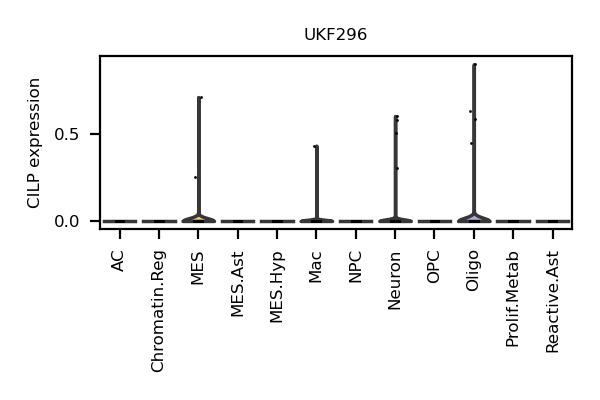 UKF296
CILP expression
0.5
0.0
AC
Chromatin.Reg
MES
MES.Ast
MES.Hyp
Mac
NPC
Neuron
OPC
Oligo
Prolif.Metab
Reactive.Ast